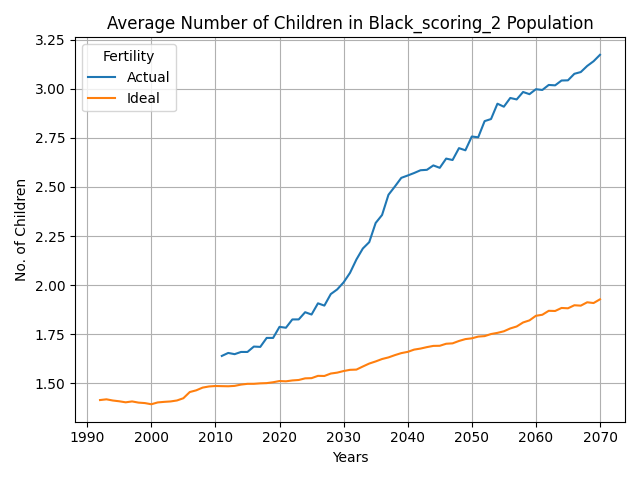 Average Number of Children in Black_scoring_2 Population
3.25
3.00
2.75
2.50
2.25
2.00
1.75
1.50
No. of Children
Fertility
Actual
Ideal
1990 2000 2010 2020 2030 2040 2050 2060 2070
Years